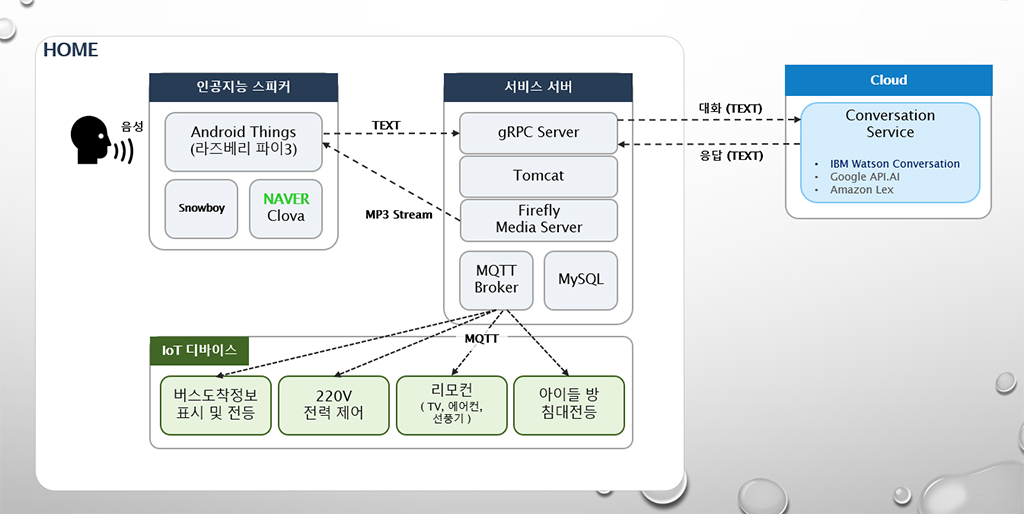 HOME
인공지능 스피커
음성
Android Things
(라즈베리 파이3)
Snowboy
NAVER
Clova
TEXT
MP3 Stream
서비스 서버
gRPC Server
Tomcat
Firefly
Media Server
MQTT
Broker
MySQL
대화 (TEXT)
응답 (TEXT)
Cloud
Conversation
Service
• IBM Watson Conversation
• Google API.AI
• Amazon Lex
MQTT
IoT 디바이스
버스도착정보
표시 및 전등
220V
전력 제어
리모컨
( TV, 에어컨,
선풍기 )
아이들 방
침대전등